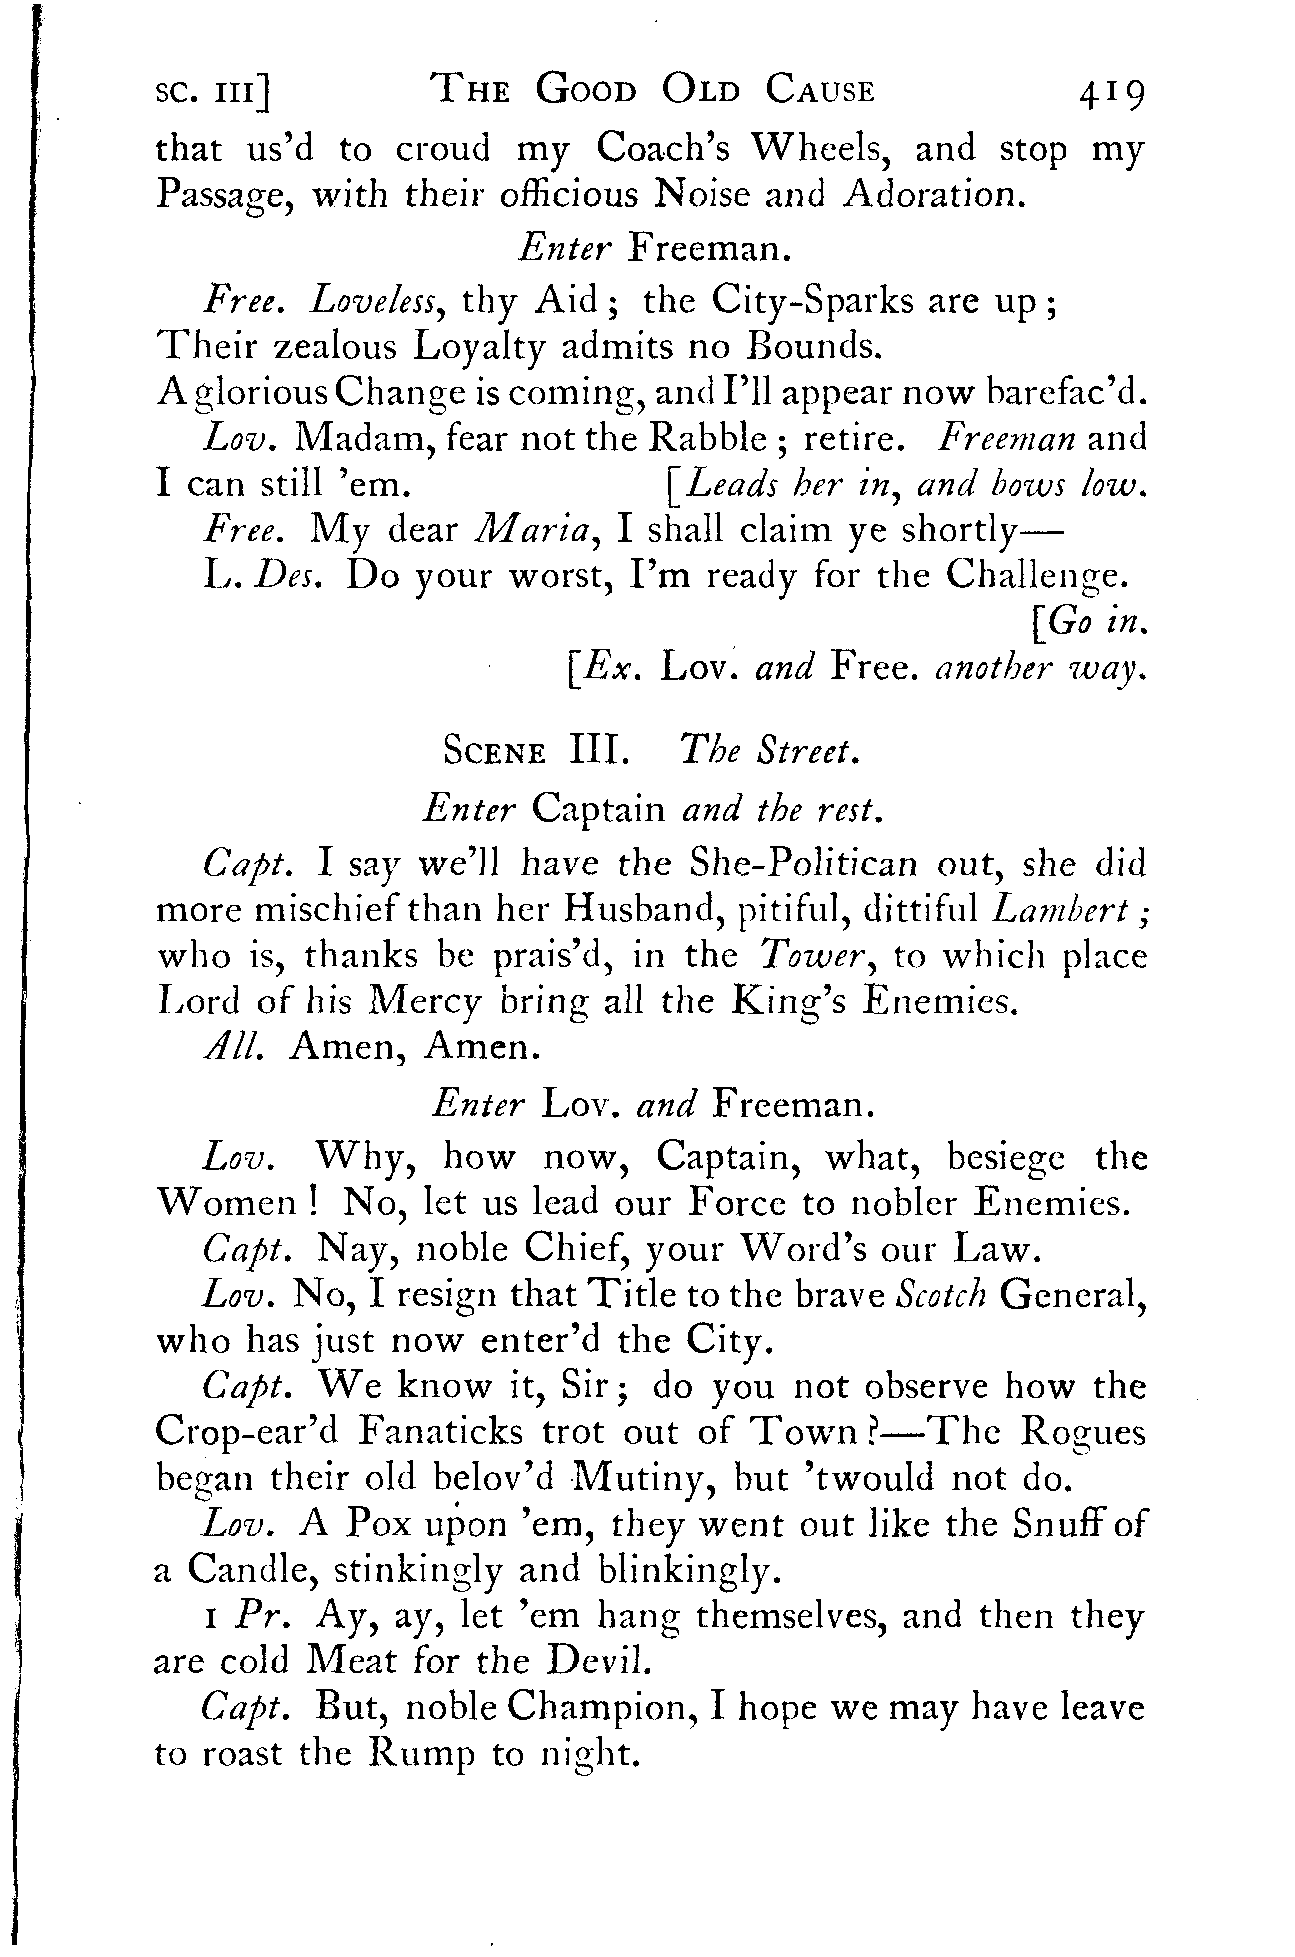 SC. III] THE GOOD OLD CAUSE 419
that us’d to croud my Coach’s Wheels, and stop my
Passage, with their officious Noise and Adoration.
Enter Freeman.
Free. Loveless, thy Aid ; the City-Sparks are up ;
Their zealous Loyalty admits no Bounds.
A glorious Change is coming, and I’ll appear now barefac’d.
Lov. Madam, fear not the Rabble ; retire. Freeman and
I can still ’em. [Leads her in, and bows low.
Free. My dear Maria, I shall claim ye shortly—
L. Des. Do your worst, I’m ready for the Challenge.
[Go in.
[Ex. Lov. and Free. another way.
SCENE III. The Street.
Enter Captain and the rest.
Capt. I say we’ll have the She-Politican out, she did
more mischief than her Husband, pitiful, dittiful Lambert ;
who is, thanks be prais’d, in the Tower, to which place
Lord of his Mercy bring all the King’s Enemies.
All. Amen, Amen.
Enter Lov. and Freeman.
Lov. Why, how now, Captain, what, besiege the
Women ! No, let us lead our Force to nobler Enemies.
Capt. Nay, noble Chief, your Word’s our Law.
Lov. No, I resign that Title to the brave Scotch General,
who has just now enter’d the City.
Capt. We know it, Sir ; do you not observe how the
Crop-ear’d Fanaticks trot out of Town ?—The Rogues
began their old belov’d Mutiny, but ’twould not do.
Lov. A Pox upon ’em, they went out like the Snuff of
a Candle, stinkingly and blinkingly.
1 Pr. Ay, ay, let ’em hang themselves, and then they
are cold Meat for the Devil.
Capt. But, noble Champion, I hope we may have leave
to roast the Rump to night.